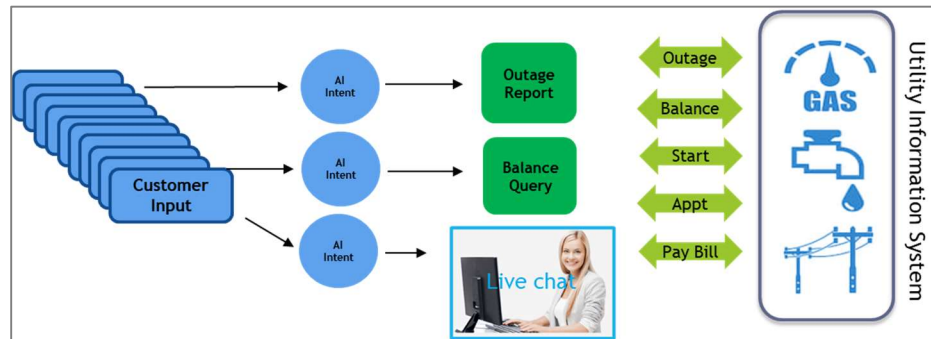 Customer
Input
AI
Intent
AI
Intent
AI
Intent
Outage
Report
Balance
Query
Live chat
Outage
Balance
Start
Appt
Pay Bill
GAS
Utility Information System